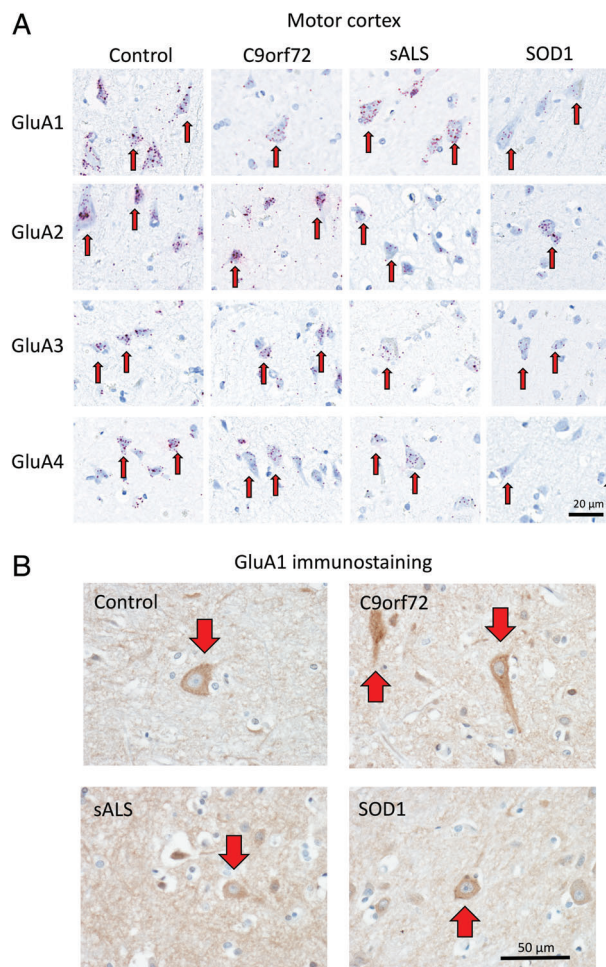 A
Motor cortex
Control C9orf72 sALS SOD1
GluA1
GluA2
GluA3
GluA4
20 µm
B
GluA1 immunostaining
Control
C9orf72
sALS
SOD1
50 µm